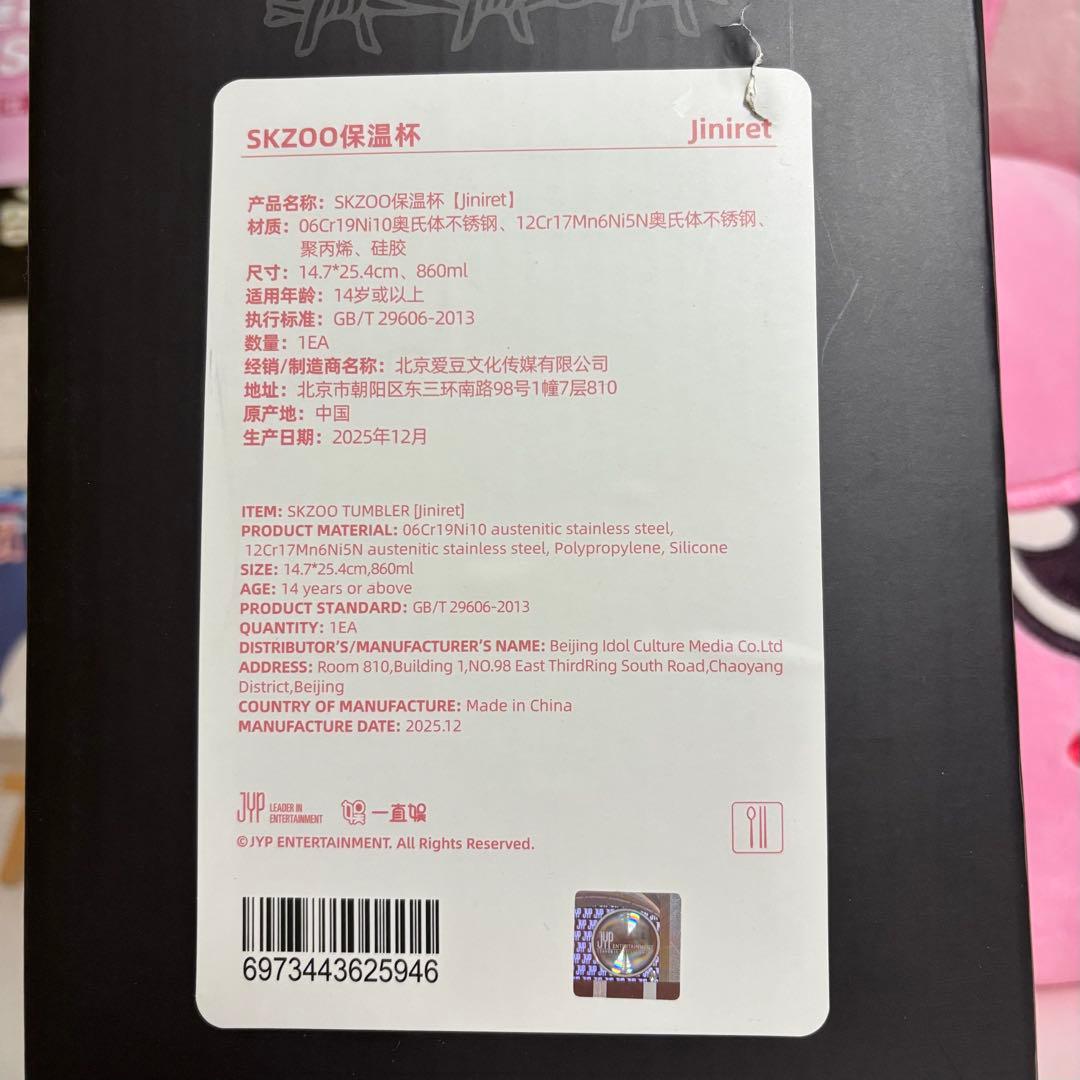 SKZOO保温杯
Jiniret
产品名称：SKZOO保温杯【Jiniret】
材质：06Cr19Ni10奥氏体不锈钢、12Cr17Mn6Ni5N奥氏体不锈钢、
聚丙烯、硅胶
尺寸：14.7*25.4cm、860ml
适用年龄：14岁或以上
执行标准：GB/T 29606-2013
数量：1EA
经销/制造商名称：北京爱豆文化传媒有限公司
地址：北京市朝阳区东三环南路98号1幢7层810
原产地：中国
生产日期：2025年12月
ITEM: SKZOO TUMBLER [Jiniret]
PRODUCT MATERIAL: 06Cr19Ni10 austenitic stainless steel,
12Cr17Mn6Ni5N austenitic stainless steel, Polypropylene, Silicone
SIZE: 14.7*25.4cm,860ml
AGE: 14 years or above
PRODUCT STANDARD: GB/T 29606-2013
QUANTITY: 1EA
DISTRIBUTOR'S/MANUFACTURER'S NAME: Beijing Idol Culture Media Co.Ltd
ADDRESS: Room 810,Building 1,NO.98 East ThirdRing South Road,Chaoyang
District,Beijing
COUNTRY OF MANUFACTURE: Made in China
MANUFACTURE DATE: 2025.12
JYP LEADER IN
ENTERTAINMENT
一直娱
©JYP ENTERTAINMENT. All Rights Reserved.
6973443625946
JYP ENTERTAINMENT